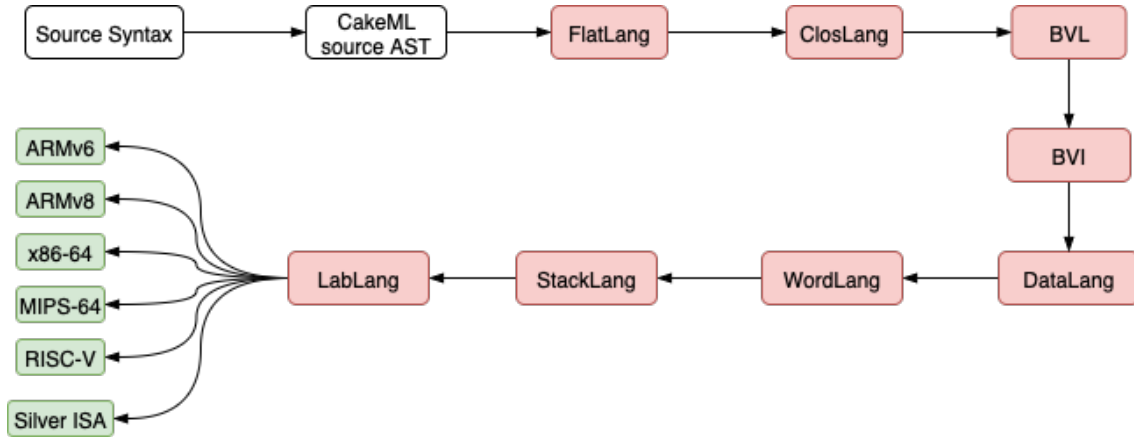 Source Syntax
CakeML
source AST
FlatLang
ClosLang
BVL
BVI
DataLang
WordLang
StackLang
LabLang
ARMv6
ARMv8
x86-64
MIPS-64
RISC-V
Silver ISA